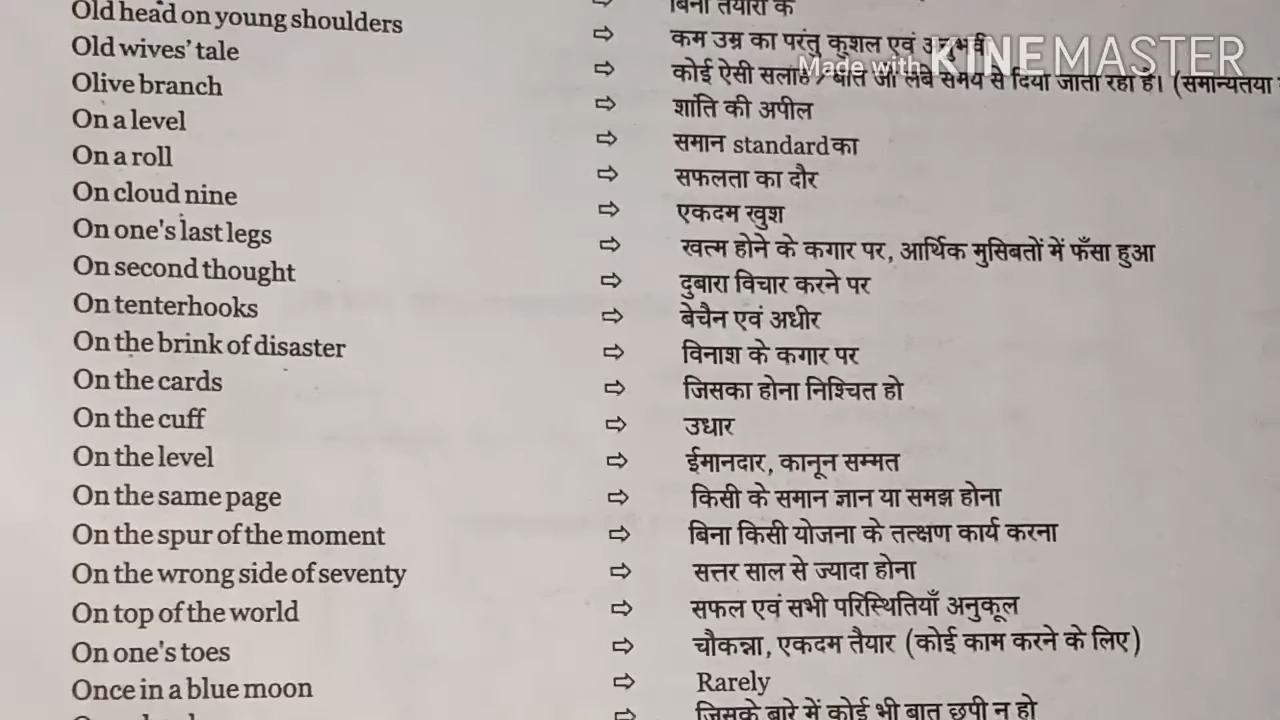 बिना तैयारी के
Old head on young shoulders ⇨ कम उम्र का परंतु कुशल एवं अनुभवी
Made with KINEMASTER
Old wives' tale ⇨ कोई ऐसी सलाह / बात जो लंबे समय से दिया जाता रहा है। (समान्यतया
Olive branch ⇨ शांति की अपील
On a level ⇨ समान standard का
On a roll ⇨ सफलता का दौर
On cloud nine ⇨ एकदम खुश
On one's last legs ⇨ खत्म होने के कगार पर, आर्थिक मुसिबतों में फँसा हुआ
On second thought ⇨ दुबारा विचार करने पर
On tenterhooks ⇨ बेचैन एवं अधीर
On the brink of disaster ⇨ विनाश के कगार पर
On the cards ⇨ जिसका होना निश्चित हो
On the cuff ⇨ उधार
On the level ⇨ ईमानदार, कानून सम्मत
On the same page ⇨ किसी के समान ज्ञान या समझ होना
On the spur of the moment ⇨ बिना किसी योजना के तत्क्षण कार्य करना
On the wrong side of seventy ⇨ सत्तर साल से ज्यादा होना
On top of the world ⇨ सफल एवं सभी परिस्थितियाँ अनुकूल
On one's toes ⇨ चौकन्ना, एकदम तैयार (कोई काम करने के लिए)
Once in a blue moon ⇨ Rarely
⇨ जिसके बारे में कोई भी बात छुपी न हो